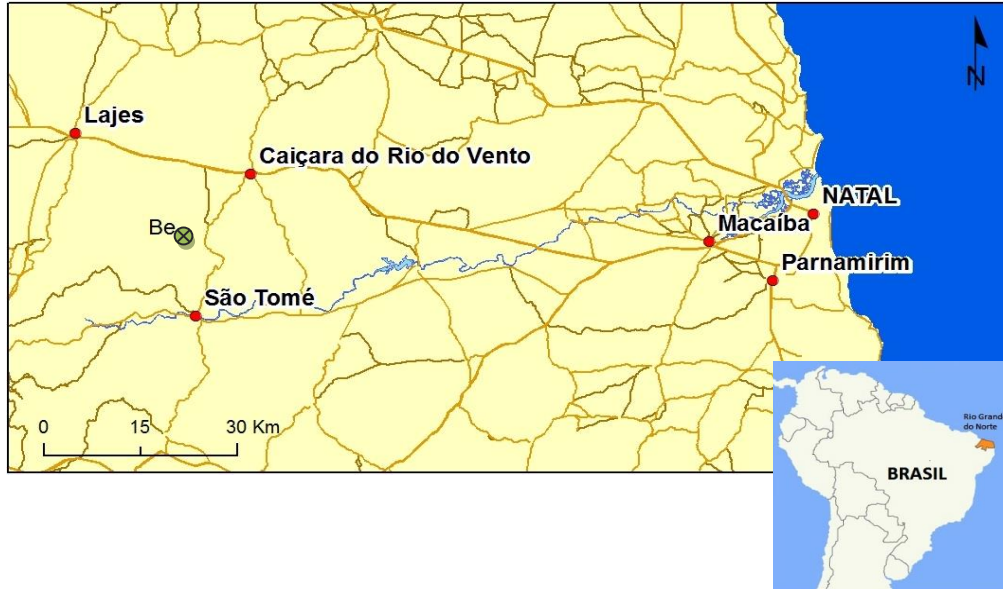 N
Lajes
Caiçara do Rio do Vento
NATAL
Macaíba
Be
Parnamirim
São Tomé
0 15 30 Km
Rio Grande
do Norte
BRASIL